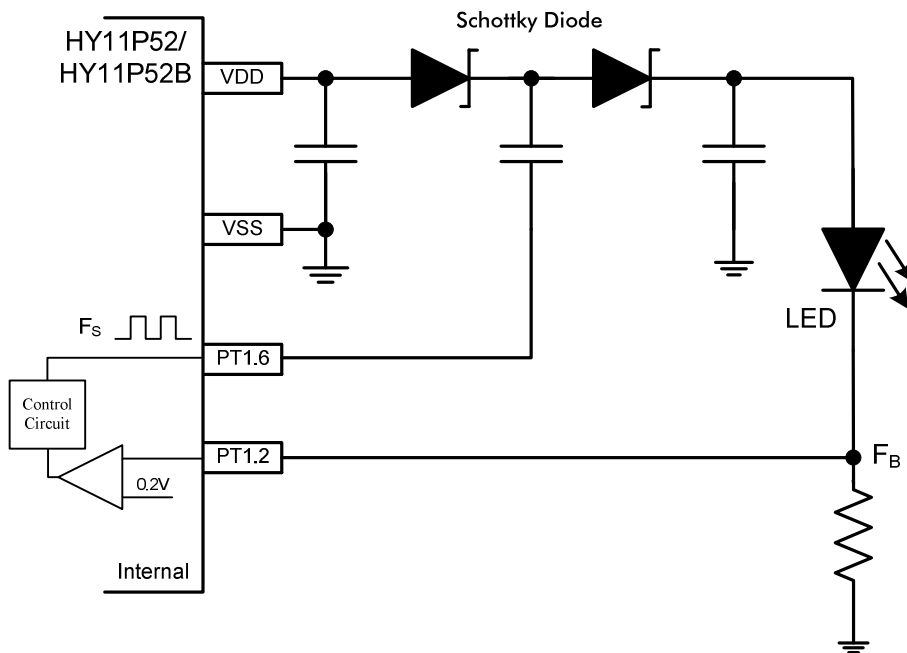 Schottky Diode
HY11P52/
HY11P52B
VDD
VSS
FS
PT1.6
Control
Circuit
PT1.2
0.2V
Internal
LED
FB